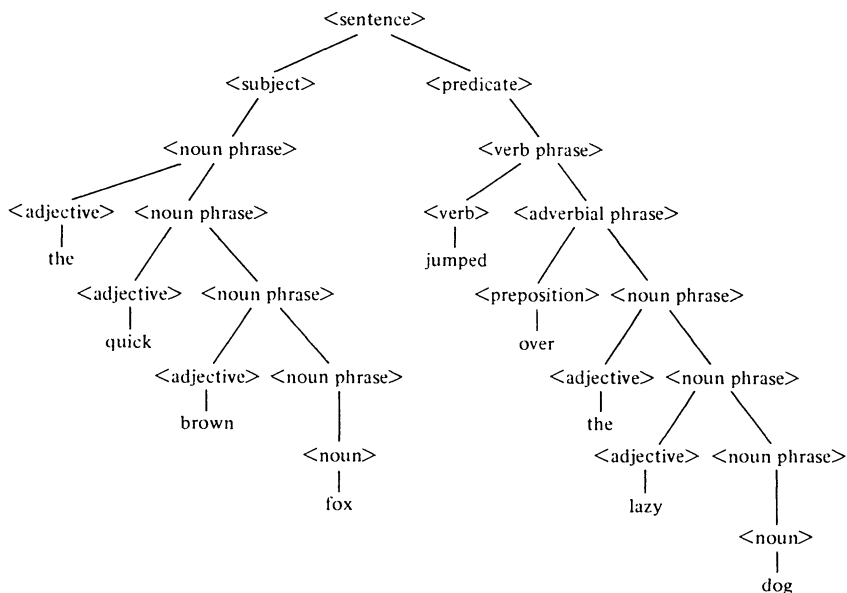 <sentence>
<subject> <predicate>
<noun phrase> <verb phrase>
<adjective> <noun phrase> <verb> <adverbial phrase>
the jumped
<adjective> <noun phrase> <preposition> <noun phrase>
quick over
<adjective> <noun phrase> <adjective> <noun phrase>
brown the
<noun> <adjective> <noun phrase>
fox lazy
<noun>
dog